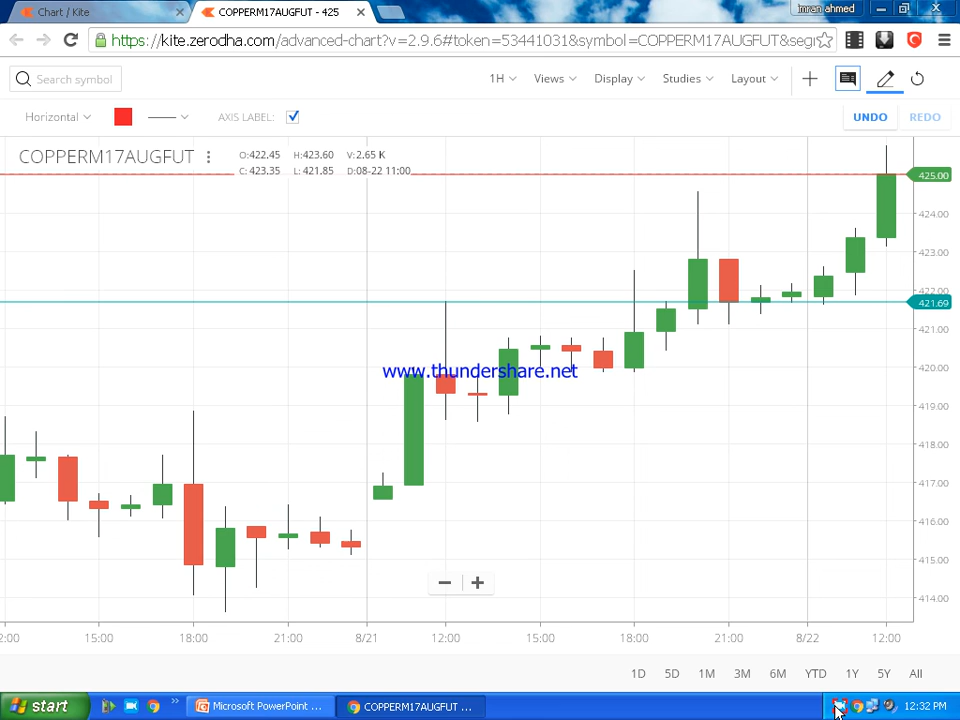 Chart / Kite
COPPERM17AUGFUT - 425
imran ahmed
https://kite.zerodha.com/advanced-chart?v=2.9.6#token=53441031&symbol=COPPERM17AUGFUT&segi
Search symbol
1H
Views
Display
Studies
Layout
Horizontal
AXIS LABEL:
UNDO
REDO
COPPERM17AUGFUT
O:422.45 H:423.60 V:2.65 K
C: 423.35 L: 421.85 D:08-22 11:00
425.00
424.00
423.00
422.00
421.69
421.00
420.00
419.00
418.00
417.00
416.00
415.00
414.00
www.thundershare.net
2:00
15:00
18:00
21:00
8/21
12:00
15:00
18:00
21:00
8/22
12:00
1D
5D
1M
3M
6M
YTD
1Y
5Y
All
start
Microsoft PowerPoint ...
COPPERM17AUGFUT ...
12:32 PM